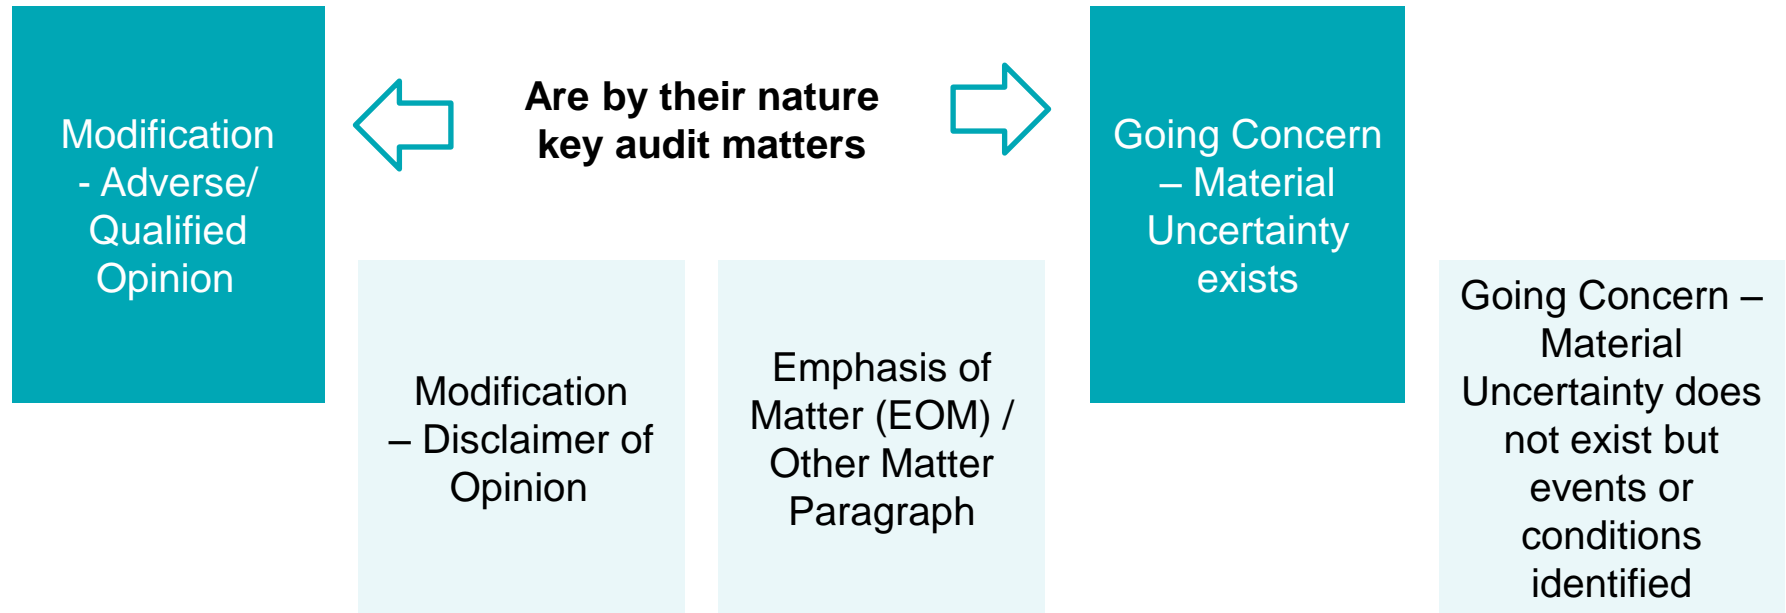 Modification
- Adverse/
Qualified
Opinion
Are by their nature
key audit matters
Going Concern
– Material
Uncertainty
exists
Modification
– Disclaimer of
Opinion
Emphasis of
Matter (EOM) /
Other Matter
Paragraph
Going Concern –
Material
Uncertainty does
not exist but
events or
conditions
identified